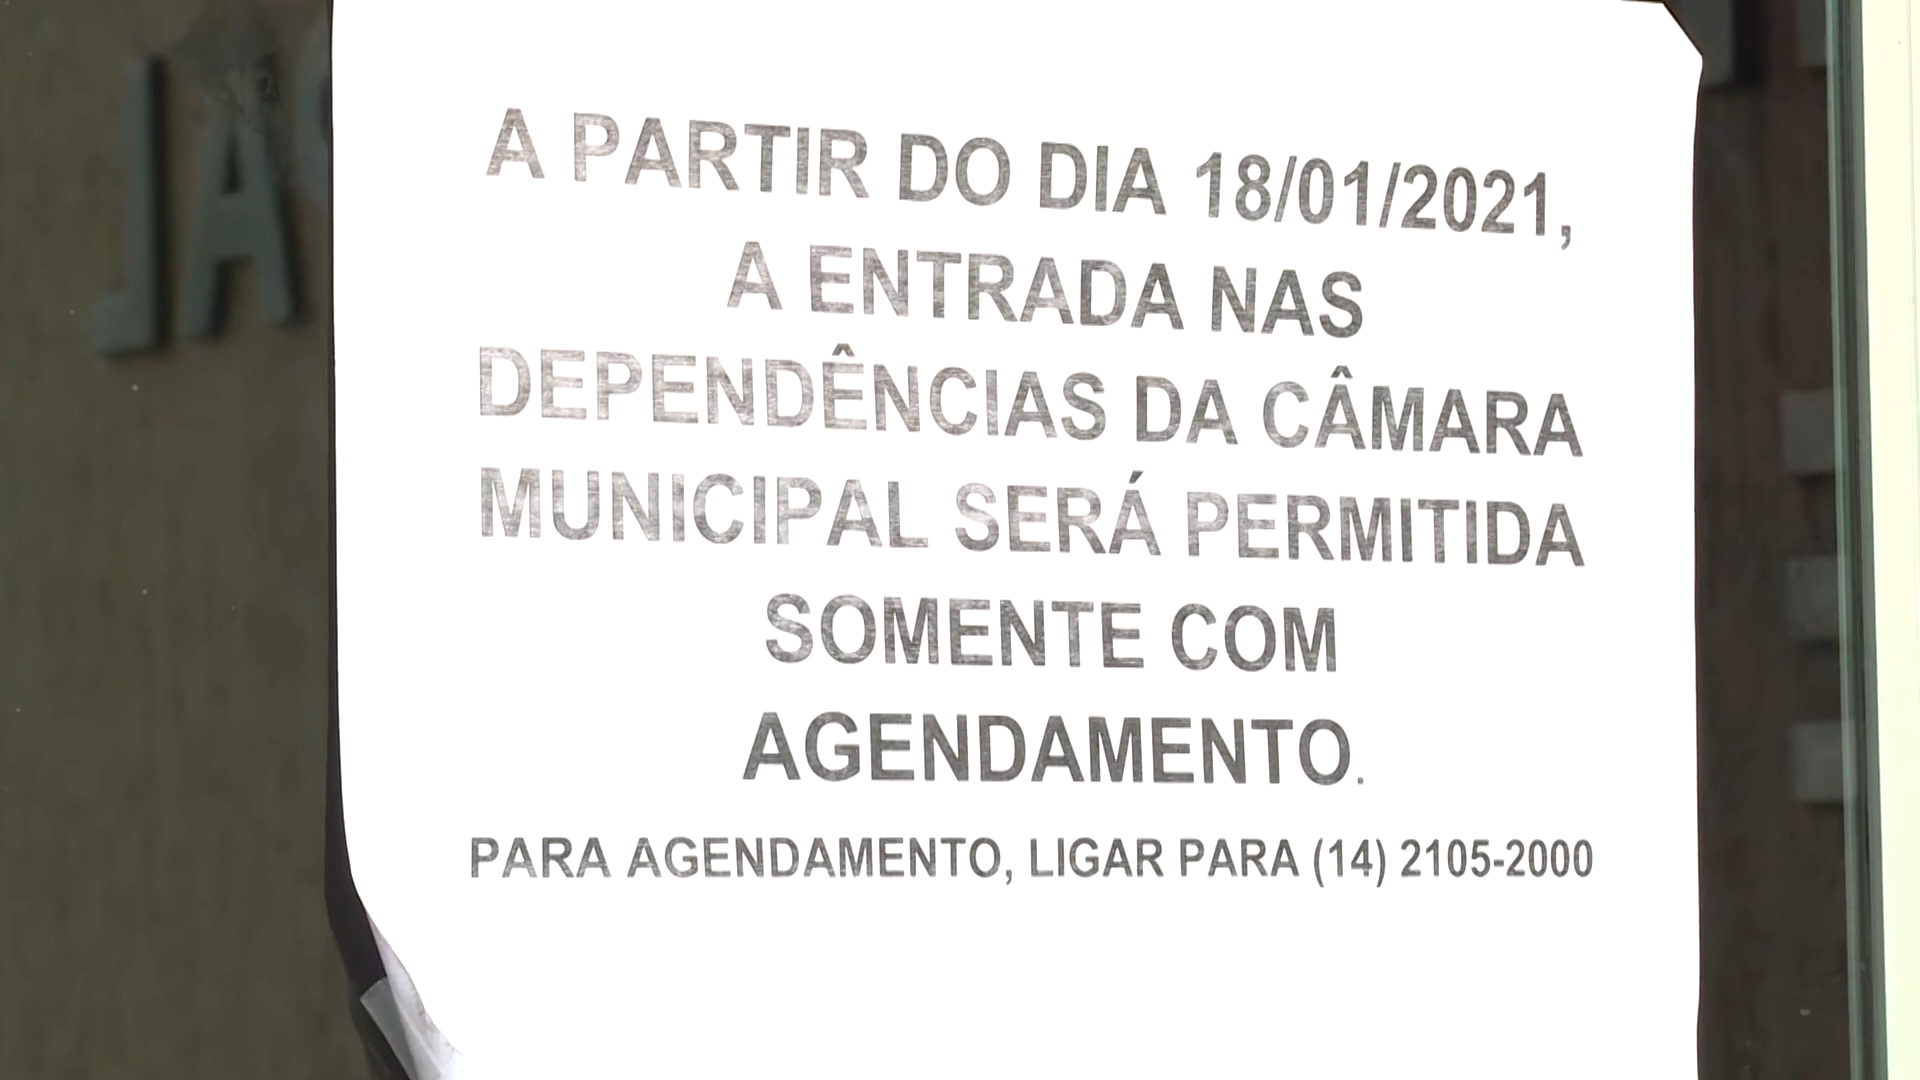 A PARTIR DO DIA 18/01/2021,
A ENTRADA NAS
DEPENDÊNCIAS DA CÂMARA
MUNICIPAL SERÁ PERMITIDA
SOMENTE COM
AGENDAMENTO.
PARA AGENDAMENTO, LIGAR PARA (14) 2105-2000